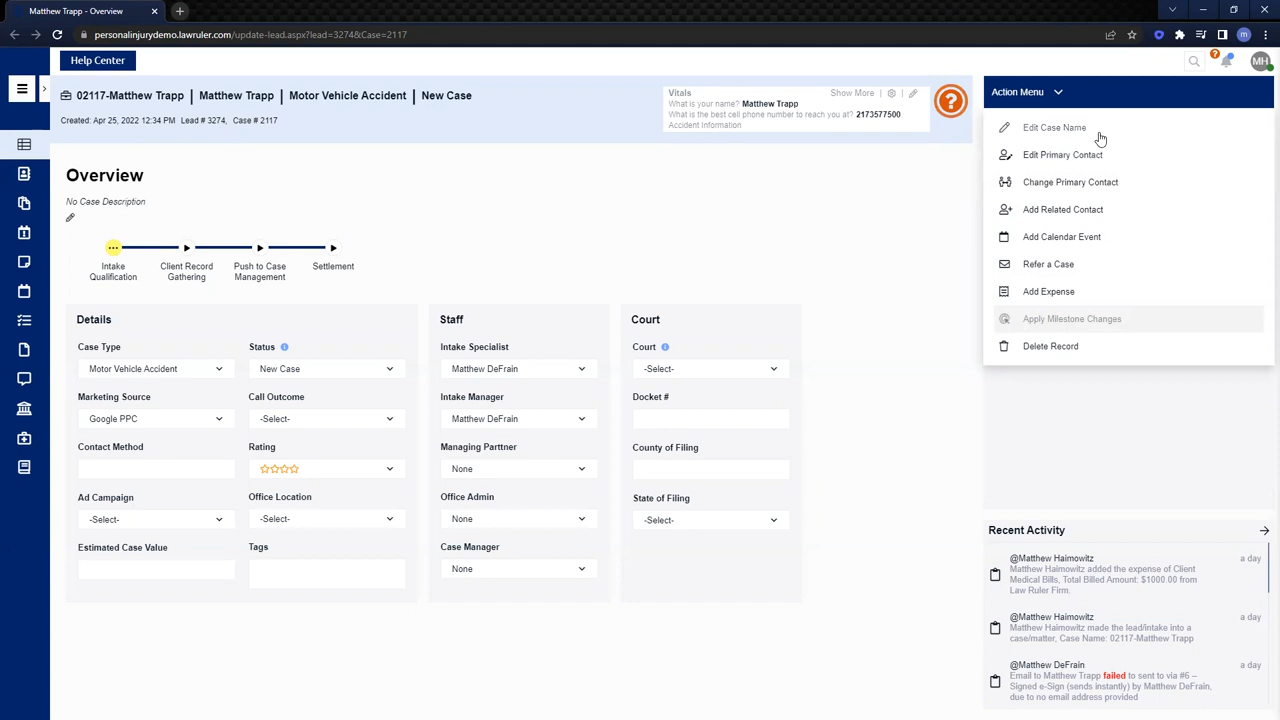 Matthew Trapp
personalinjurydemo.lawruler.com/update-lead.aspx?lead=3274&Case=2117
m
Help Center
?
MH
02117-Matthew Trapp | Matthew Trapp | Motor Vehicle Accident | New Case
Created: Apr 25, 2022 12:34 PM Lead # 3274, Case # 2117
Vitals Show More
What is your name? Matthew Trapp
What is the best cell phone number to reach you at? 2173577500
Accident Information
?
Action Menu
Edit Case Name
Edit Primary Contact
Change Primary Contact
Add Related Contact
Add Calendar Event
Refer a Case
Add Expense
Apply Milestone Changes
Delete Record
Overview
No Case Description
Intake Qualification
Client Record Gathering
Push to Case Management
Settlement
Details
Case Type
Motor Vehicle Accident
Status
New Case
Marketing Source
Google PPC
Call Outcome
-Select-
Contact Method
Rating
Ad Campaign
-Select-
Office Location
-Select-
Estimated Case Value
Tags
Staff
Intake Specialist
Matthew DeFrain
Intake Manager
Matthew DeFrain
Managing Parttner
None
Office Admin
None
Case Manager
None
Court
Court
-Select-
Docket #
County of Filing
State of Filing
-Select-
Recent Activity
@Matthew Haimowitz a day
Matthew Haimowitz added the expense of Client
Medical Bills, Total Billed Amount: $1000.00 from
Law Ruler Firm.
@Matthew Haimowitz a day
Matthew Haimowitz made the lead/intake into a
case/matter, Case Name: 02117-Matthew Trapp
@Matthew DeFrain a day
Email to Matthew Trapp failed to sent to via #6 –
Signed e-Sign (sends instantly) by Matthew DeFrain,
due to no email address provided